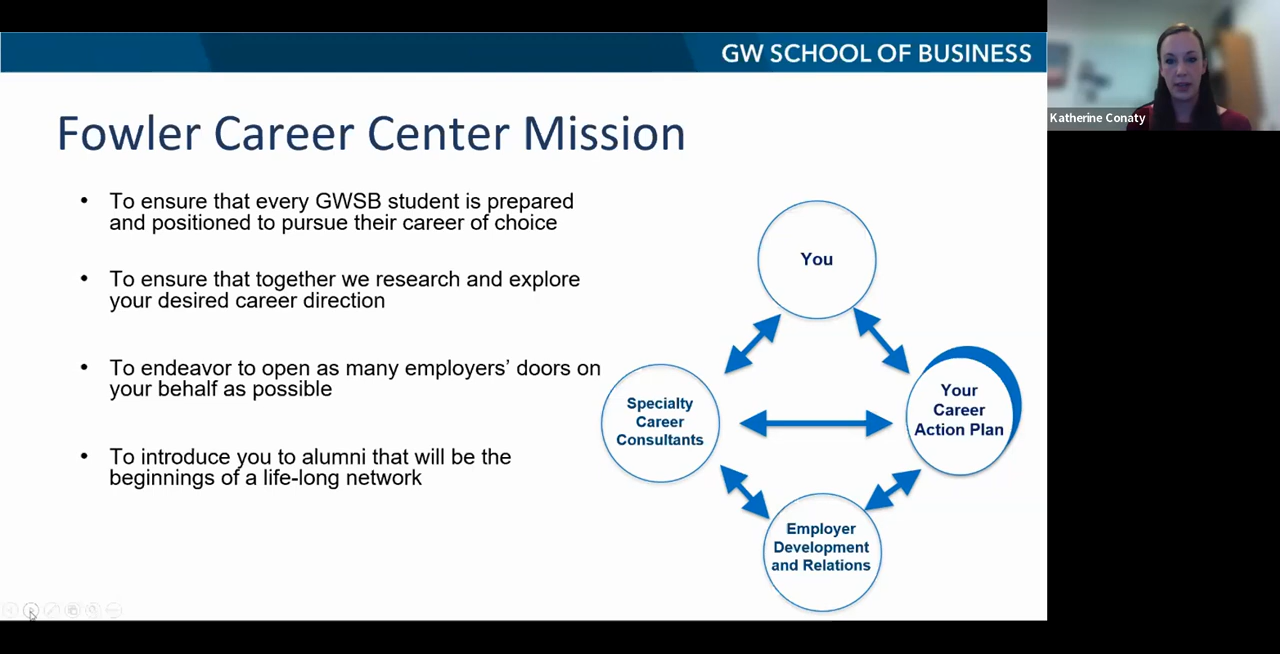 GW SCHOOL OF BUSINESS
Katherine Conaty
Fowler Career Center Mission
• To ensure that every GWSB student is prepared
and positioned to pursue their career of choice
• To ensure that together we research and explore
your desired career direction
• To endeavor to open as many employers’ doors on
your behalf as possible
• To introduce you to alumni that will be the
beginnings of a life-long network
You
Specialty
Career
Consultants
Your
Career
Action Plan
Employer
Development
and Relations